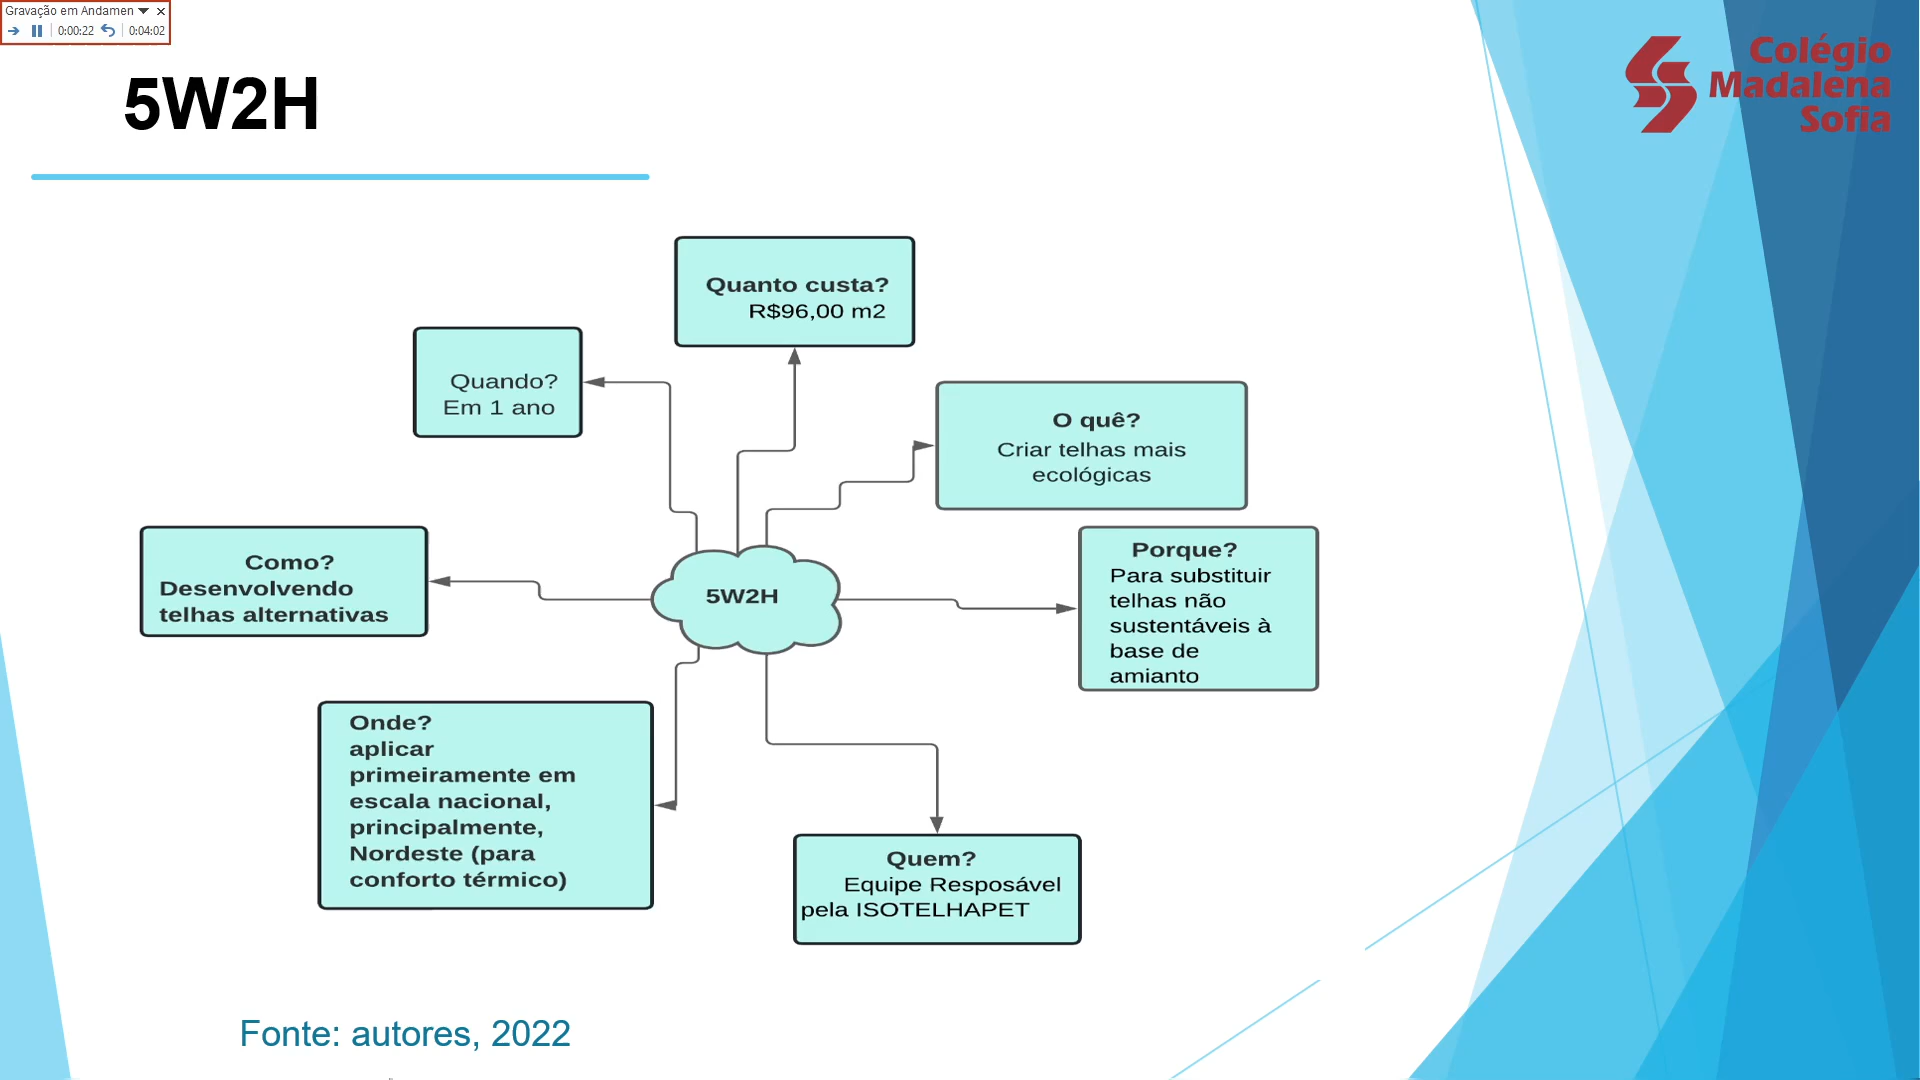 Gravação em Andamen
0:00:22 0:04:02
5W2H
Colégio
Madalena
Sofia
Quanto custa?
R$96,00 m2
Quando?
Em 1 ano
O quê?
Criar telhas mais
ecológicas
Como?
Desenvolvendo
telhas alternativas
5W2H
Porque?
Para substituir
telhas não
sustentáveis à
base de
amianto
Onde?
aplicar
primeiramente em
escala nacional,
principalmente,
Nordeste (para
conforto térmico)
Quem?
Equipe Resposável
pela ISOTELHAPET
Fonte: autores, 2022